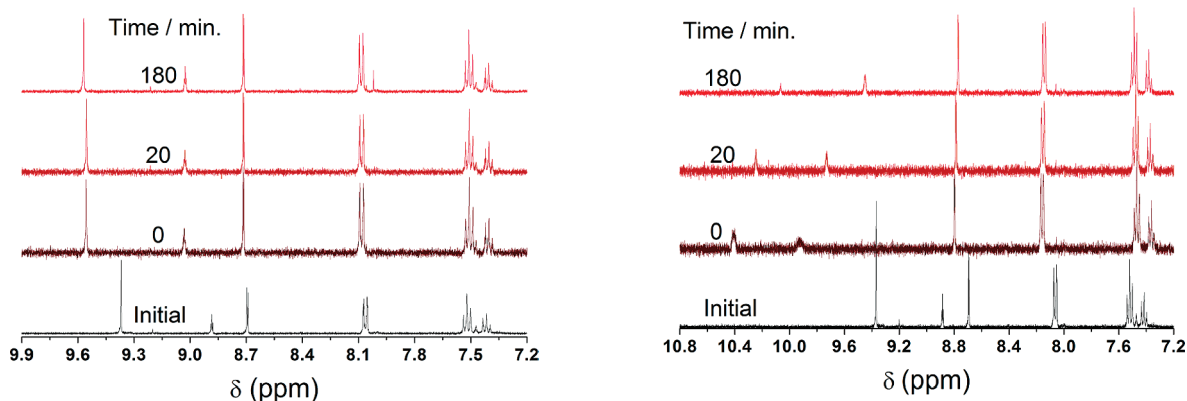 Time / min.
180
20
0
Initial
9.9 9.6 9.3 9.0 8.7 8.4 8.1 7.8 7.5 7.2
δ (ppm)
Time / min.
180
20
0
Initial
10.8 10.4 10.0 9.6 9.2 8.8 8.4 8.0 7.6 7.2
δ (ppm)